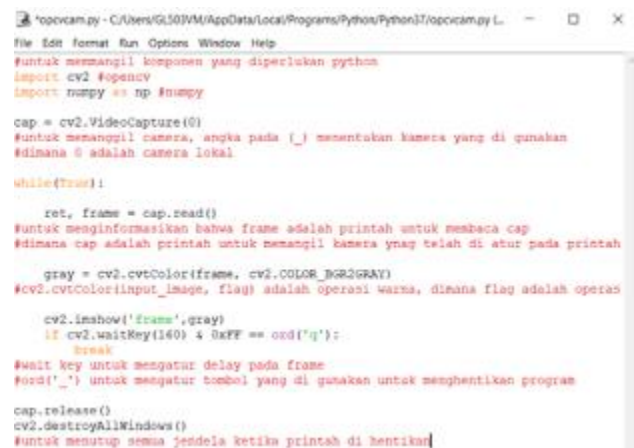 *opcvcam.py - C:/Users/GL503VM/AppData/Local/Programs/Python/Python37/opcvcam.py (...
File Edit Format Run Options Window Help
#untuk memmangil komponen yang diperlukan python
import cv2 #opencv
import numpy as np #numpy
cap = cv2.VideoCapture(0)
#untuk memanggil camera, angka pada (_) menentukan kamera yang di gunakan
#dimana 0 adalah camera lokal
while(True):
ret, frame = cap.read()
#untuk menginformasikan bahwa frame adalah printah untuk membaca cap
#dimana cap adalah printah untuk memangil kamera ynag telah di atur pada printah
gray = cv2.cvtColor(frame, cv2.COLOR_BGR2GRAY)
#cv2.cvtColor(input_image, flag) adalah operasi warna, dimana flag adalah operas
cv2.imshow('frame',gray)
if cv2.waitKey(160) & 0xFF == ord('q'):
break
#wait key untuk mengatur delay pada frame
#ord('_') untuk mengatur tombol yang di gunakan untuk menghentikan program
cap.release()
cv2.destroyAllWindows()
#untuk menutup semua jendela ketika printah di hentikan